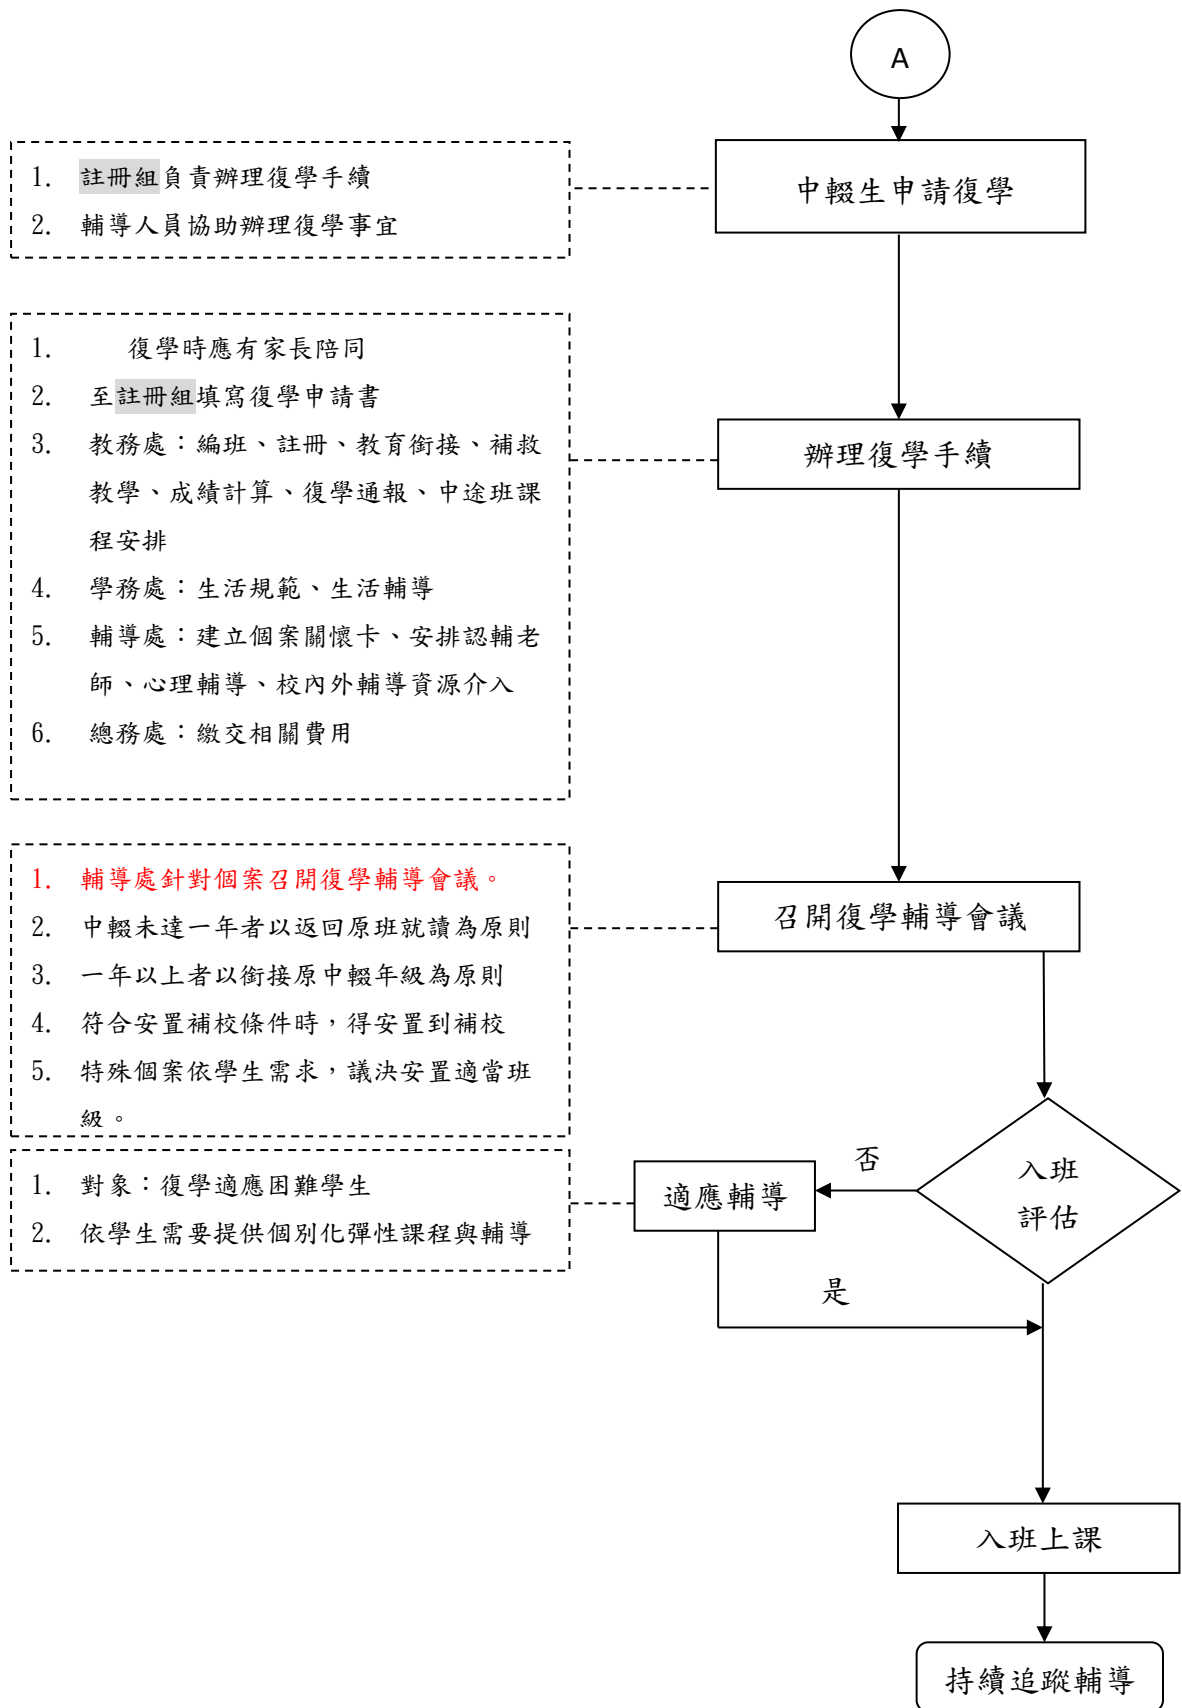 A
中輟生申請復學
1. 註冊組負責辦理復學手續
2. 輔導人員協助辦理復學事宜
1. 復學時應有家長陪同
2. 至註冊組填寫復學申請書
3. 教務處：編班、註冊、教育銜接、補救
教學、成績計算、復學通報、中途班課
程安排
4. 學務處：生活規範、生活輔導
5. 輔導處：建立個案關懷卡、安排認輔老
師、心理輔導、校內外輔導資源介入
6. 總務處：繳交相關費用
辦理復學手續
1. 輔導處針對個案召開復學輔導會議。
2. 中輟未達一年者以返回原班就讀為原則
3. 一年以上者以銜接原中輟年級為原則
4. 符合安置補校條件時，得安置到補校
5. 特殊個案依學生需求，議決安置適當班
級。
召開復學輔導會議
1. 對象：復學適應困難學生
2. 依學生需要提供個別化彈性課程與輔導
適應輔導
否
入班
評估
是
入班上課
持續追蹤輔導